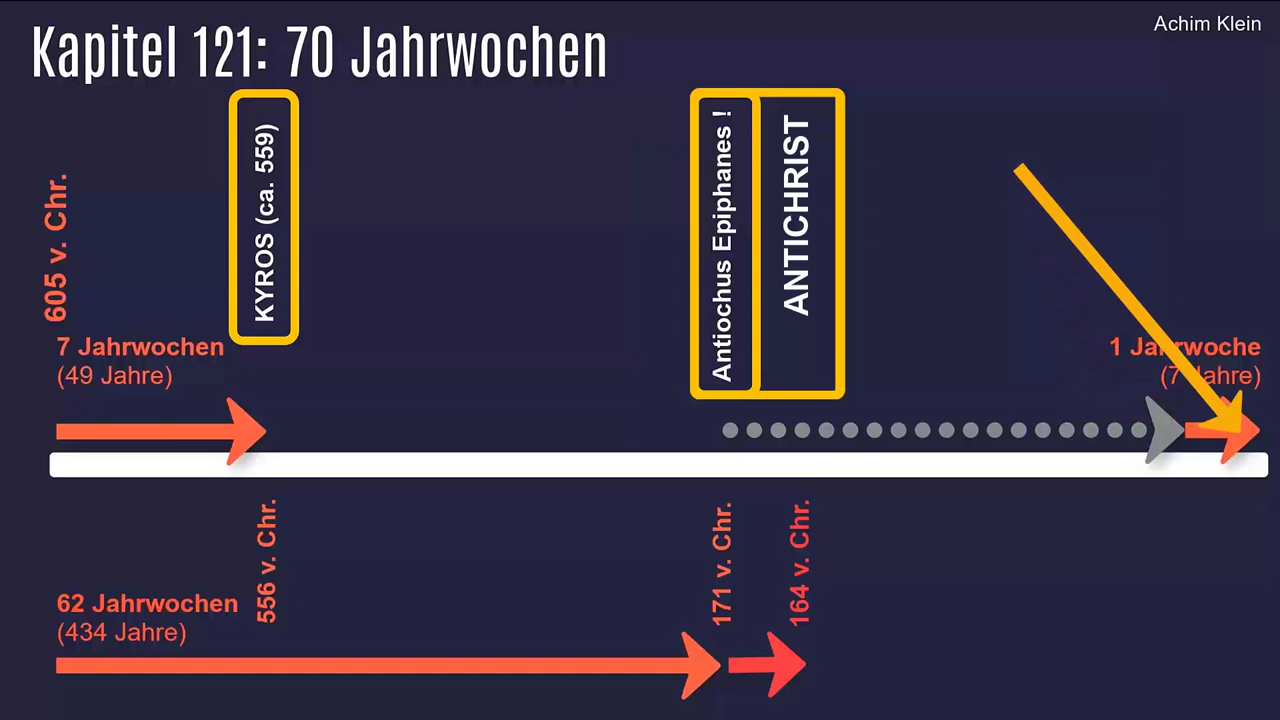 Kapitel 121: 70 Jahrwochen
Achim Klein
605 v. Chr.
KYROS (ca. 559)
Antiochus Epiphanes !
ANTICHRIST
7 Jahrwochen
(49 Jahre)
1 Jahrwoche
(7 Jahre)
556 v. Chr.
171 v. Chr.
164 v. Chr.
62 Jahrwochen
(434 Jahre)